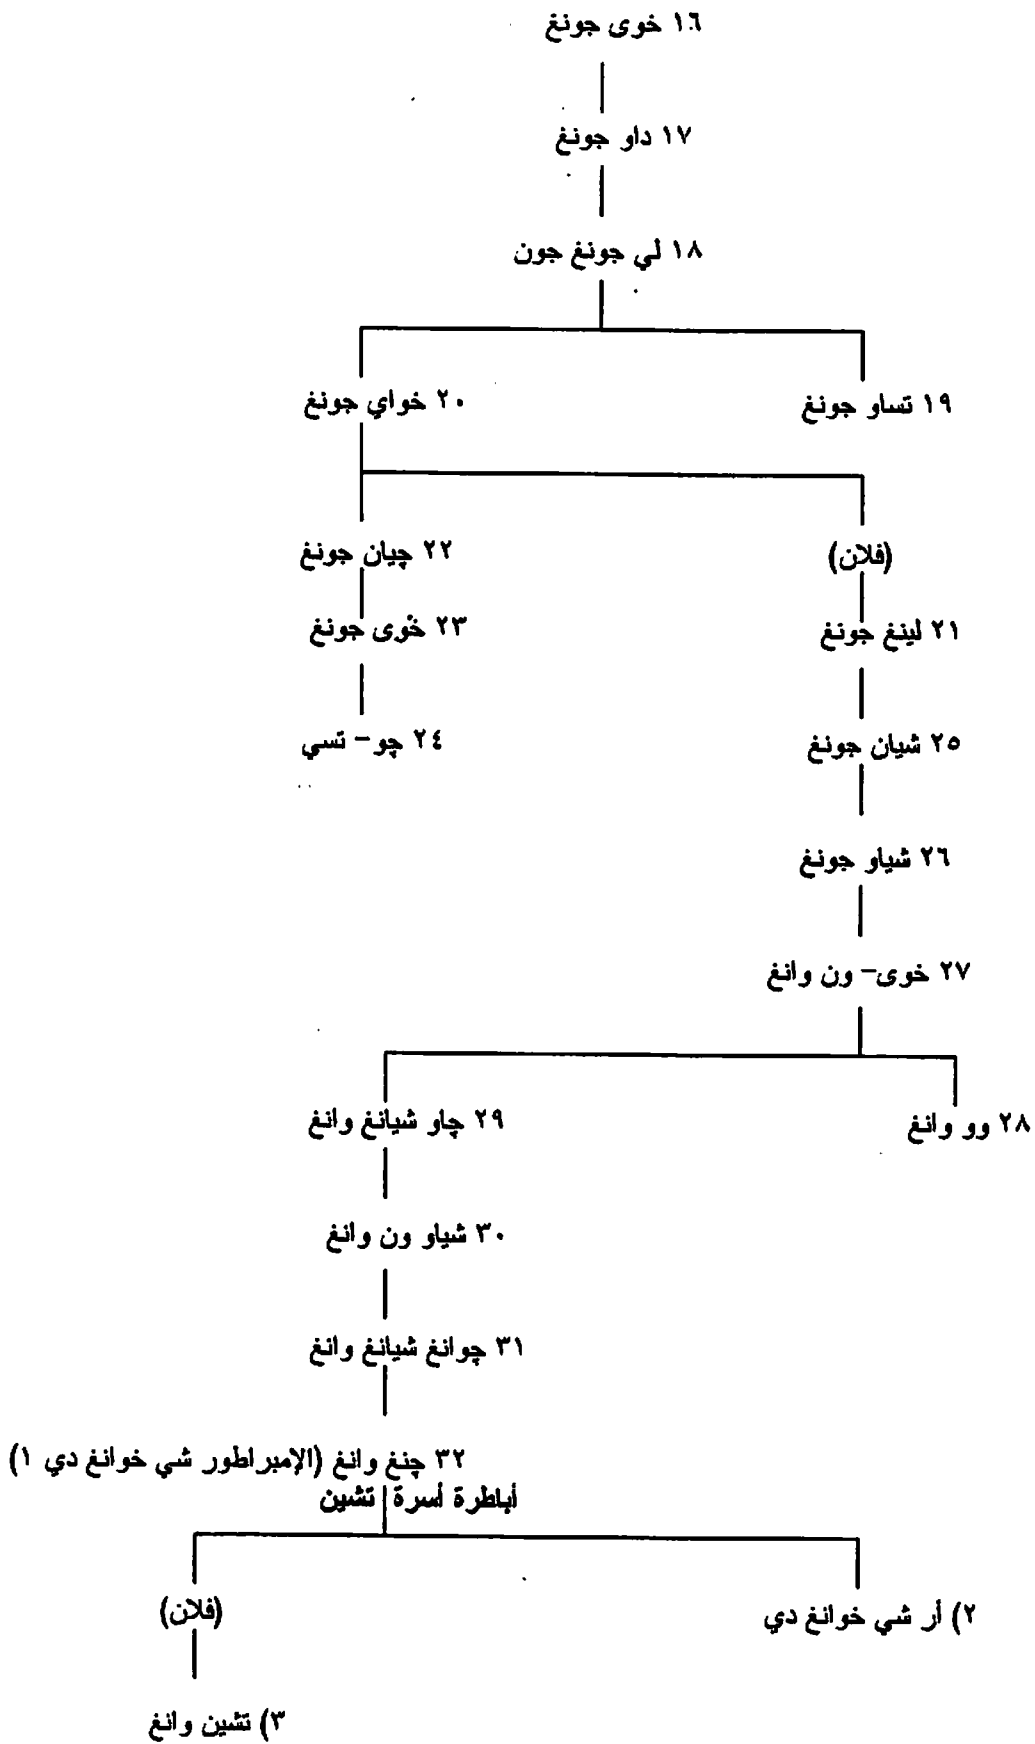 ١٦ خوى جونغ
١٧ داو جونغ
١٨ لي جونغ جون
١٩ تساو جونغ
٢٠ خواي جونغ
(فلان)
٢٢ چيان جونغ
٢١ لينغ جونغ
٢٣ خوى جونغ
٢٥ شيان جونغ
٢٤ چو- تسي
٢٦ شياو جونغ
٢٧ خوى- ون وانغ
٢٨ وو وانغ
٢٩ چاو شيانغ وانغ
٣٠ شياو ون وانغ
٣١ چوانغ شيانغ وانغ
٣٢ چنغ وانغ (الإمبراطور شي خوانغ دي ١)
أباطرة أسرة تشين
٢) أر شي خوانغ دي
(فلان)
٣) تشين وانغ